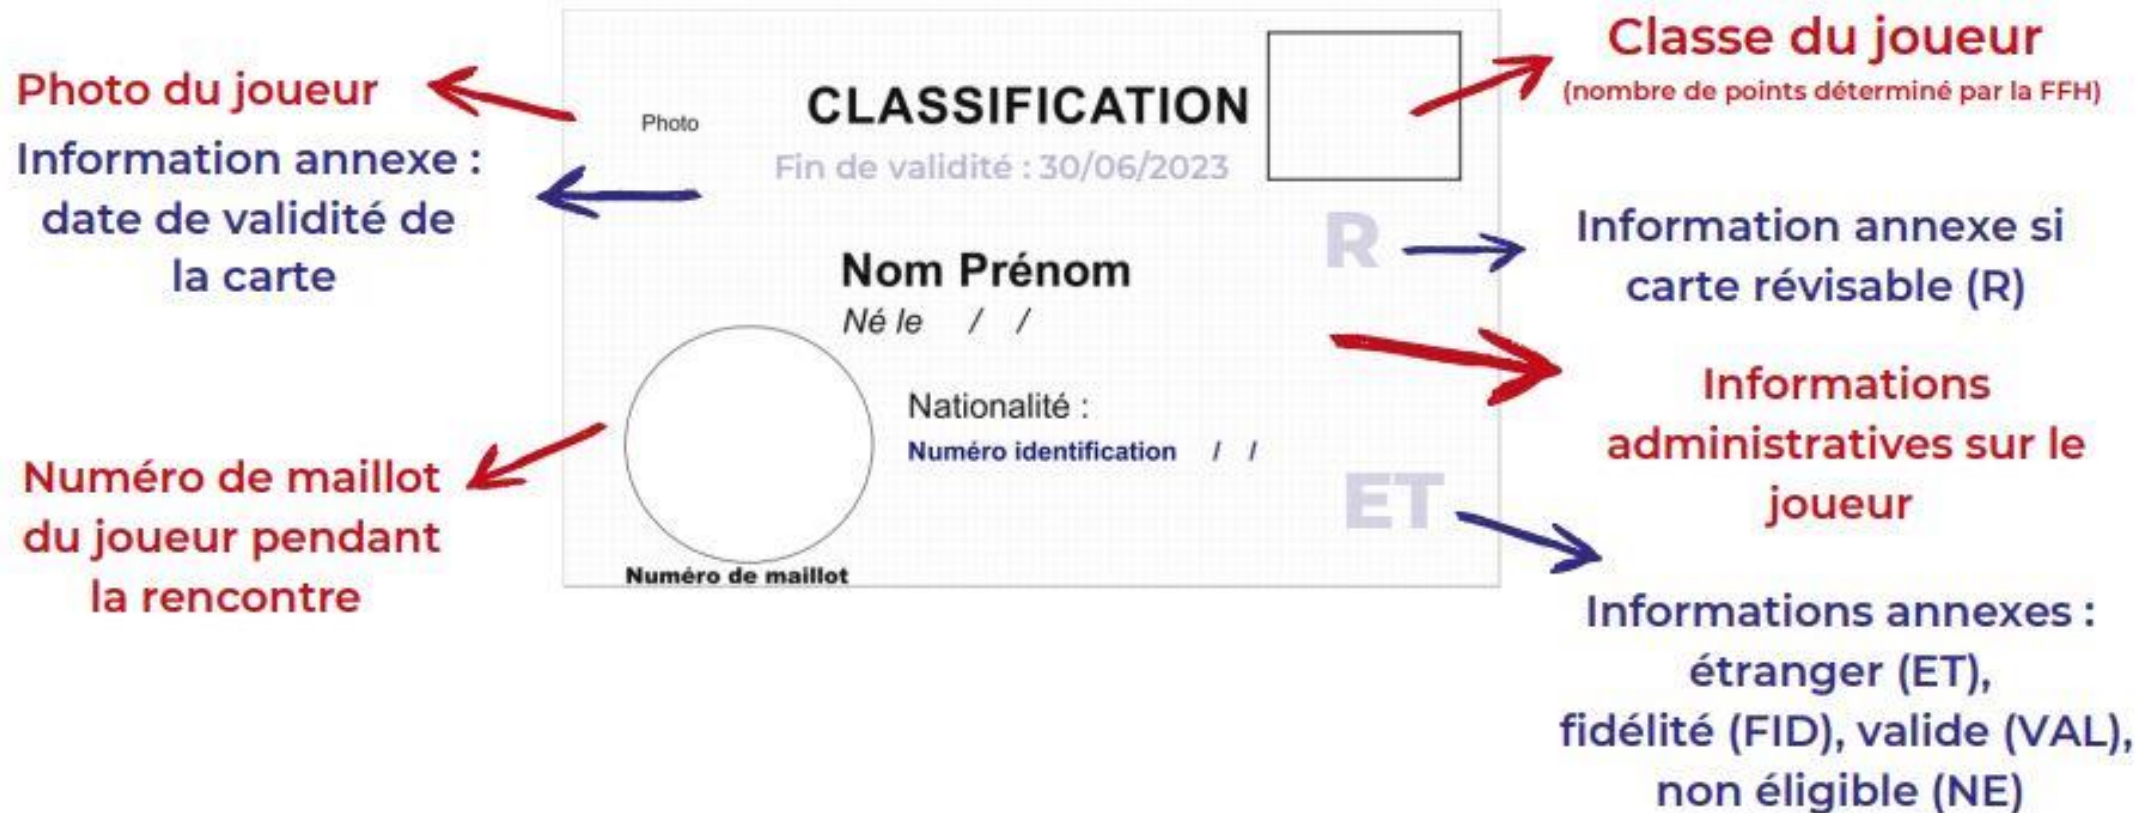 Photo du joueur
Information annexe :
date de validité de
la carte
Numéro de maillot
du joueur pendant
la rencontre
Photo
CLASSIFICATION
Fin de validité : 30/06/2023
R
Nom Prénom
Né le / /
Nationalité :
Numéro identification / /
ET
Numéro de maillot
Classe du joueur
(nombre de points déterminé par la FFH)
Information annexe si
carte révisable (R)
Informations
administratives sur le
joueur
Informations annexes :
étranger (ET),
fidélité (FID), valide (VAL),
non éligible (NE)